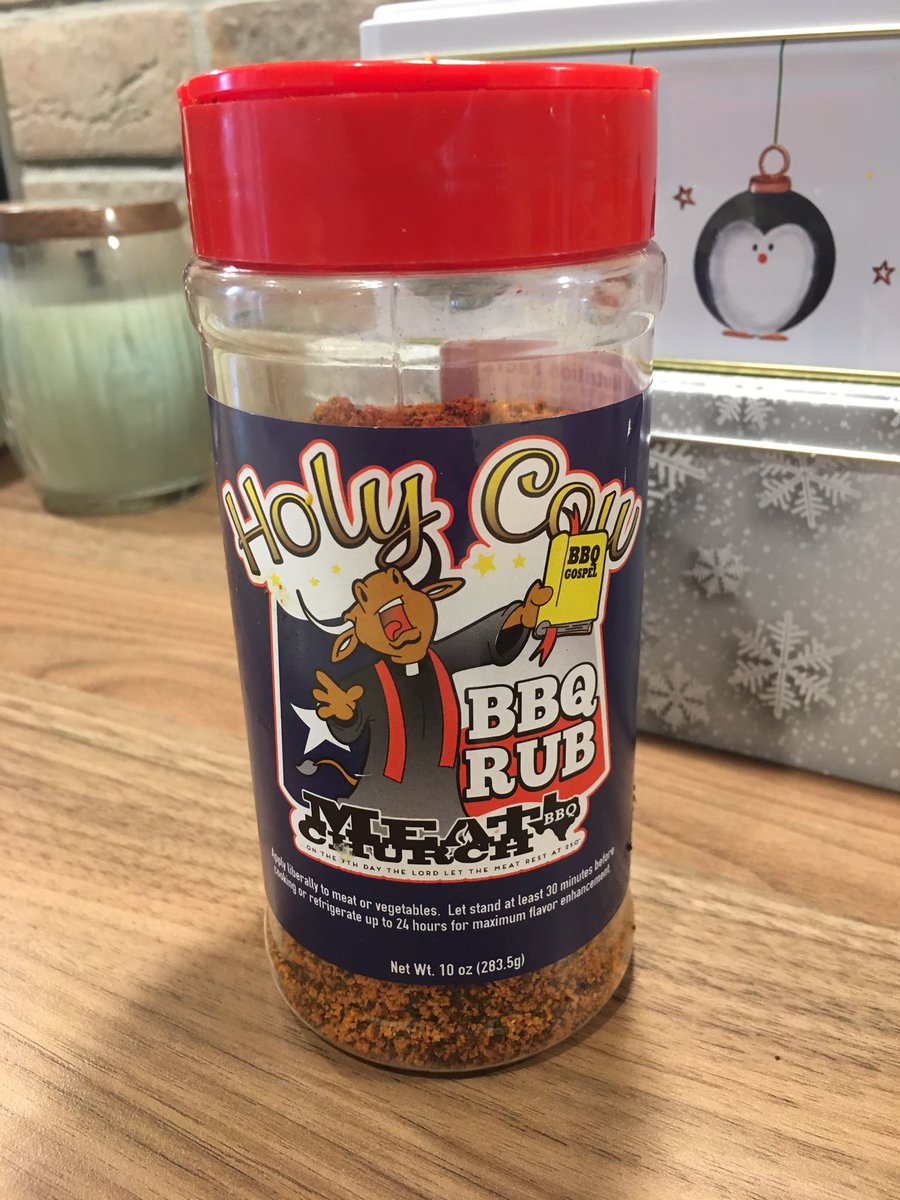 Nutrition Facts
Holy Cow
BBQ
GOSPEL
BBQ
RUB
MEAT
CHURCH
BBQ
ON THE 7TH DAY THE LORD LET THE MEAT REST AT 250°
Apply liberally to meat or vegetables. Let stand at least 30 minutes before
cooking or refrigerate up to 24 hours for maximum flavor enhancement.
Net Wt. 10 oz (283.5g)